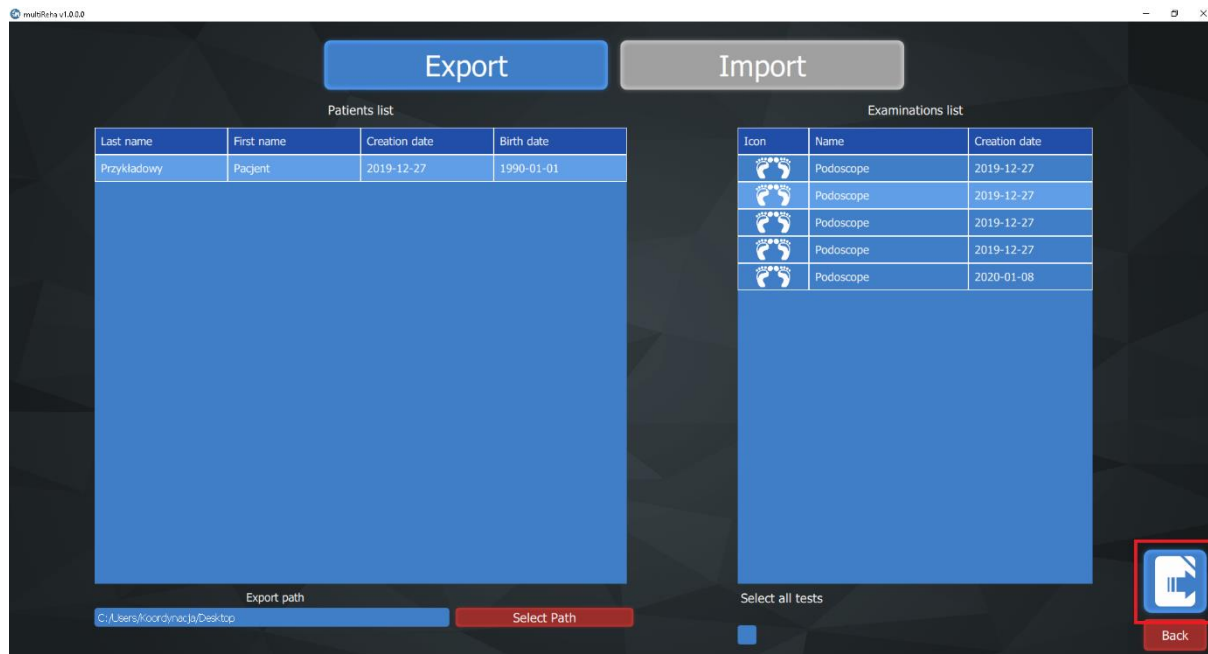 multiReha v1.0.0.0
Export
Import
Patients list
Examinations list
Last name First name Creation date Birth date
Przykładowy Pacjent 2019-12-27 1990-01-01
Icon Name Creation date
Podoscope 2019-12-27
Podoscope 2019-12-27
Podoscope 2019-12-27
Podoscope 2019-12-27
Podoscope 2020-01-08
Export path
C:/Users/Koordynacja/Desktop
Select Path
Select all tests
Back